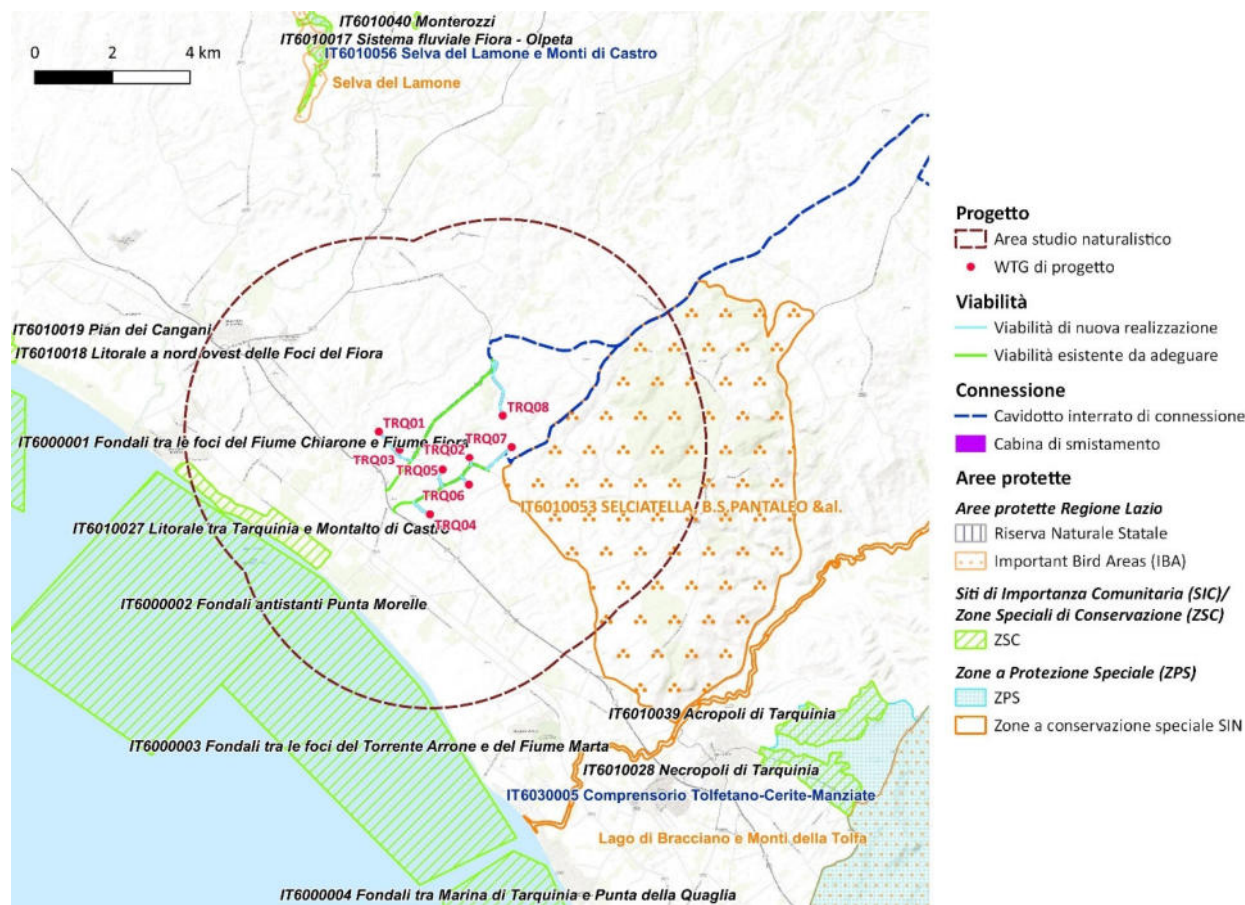 IT6010040 Monterozzi
IT6010017 Sistema fluviale Fiora - Olpeta
0 2 4 km
IT6010056 Selva del Lamone e Monti di Castro
Selva del Lamone
IT6010019 Pian dei Cangani
IT6010018 Litorale a nord ovest delle Foci del Fiora
TRQ08
TRQ01
IT6000001 Fondali tra le foci del Fiume Chiarone e Fiume Fiora
TRQ07
TRQ02
TRQ03
TRQ05
TRQ06
IT6010053 SELCIATELLA, B.S.PANTALEO &al.
TRQ04
IT6010027 Litorale tra Tarquinia e Montalto di Castro
IT6000002 Fondali antistanti Punta Morelle
IT6010039 Acropoli di Tarquinia
IT6000003 Fondali tra le foci del Torrente Arrone e del Fiume Marta
IT6010028 Necropoli di Tarquinia
IT6030005 Comprensorio Tolfetano-Cerite-Manziate
Lago di Bracciano e Monti della Tolfa
IT6000004 Fondali tra Marina di Tarquinia e Punta della Quaglia
Progetto
Area studio naturalistico
WTG di progetto
Viabilità
Viabilità di nuova realizzazione
Viabilità esistente da adeguare
Connessione
Cavidotto interrato di connessione
Cabina di smistamento
Aree protette
Aree protette Regione Lazio
Riserva Naturale Statale
Important Bird Areas (IBA)
Siti di Importanza Comunitaria (SIC)/
Zone Speciali di Conservazione (ZSC)
ZSC
Zone a Protezione Speciale (ZPS)
ZPS
Zone a conservazione speciale SIN